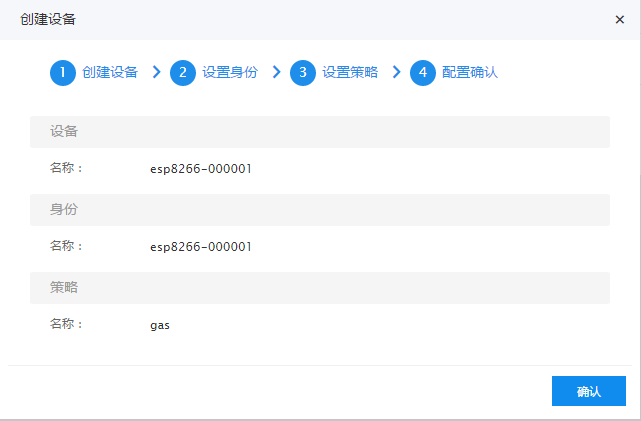 创建设备 ×
1 创建设备 > 2 设置身份 > 3 设置策略 > 4 配置确认
设备
名称： esp8266-000001
身份
名称： esp8266-000001
策略
名称： gas
确认